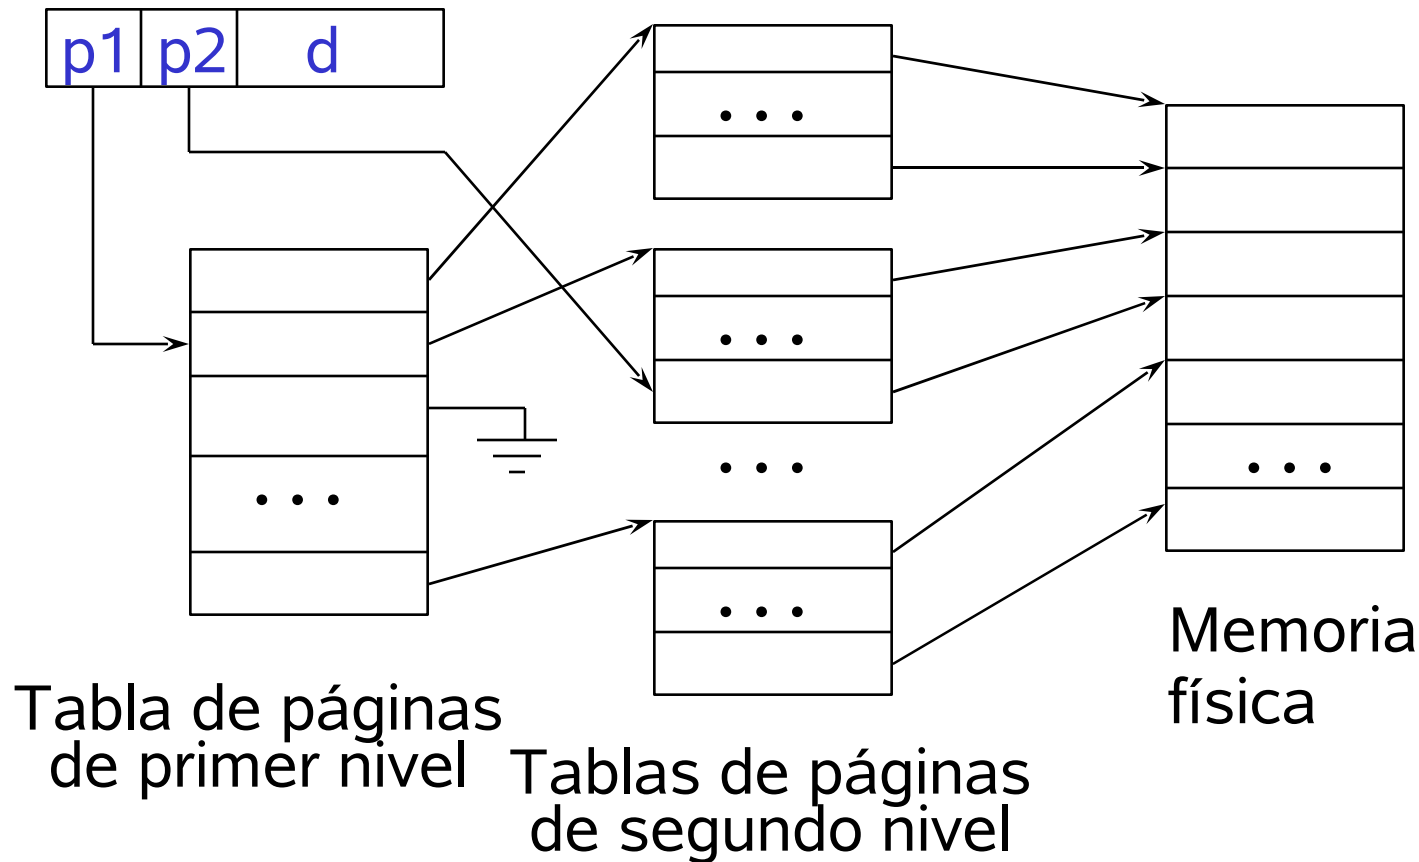 p1 p2 d
• • •
• • •
• • •
• • •
• • •
• • •
Memoria
física
Tabla de páginas
de primer nivel
Tablas de páginas
de segundo nivel